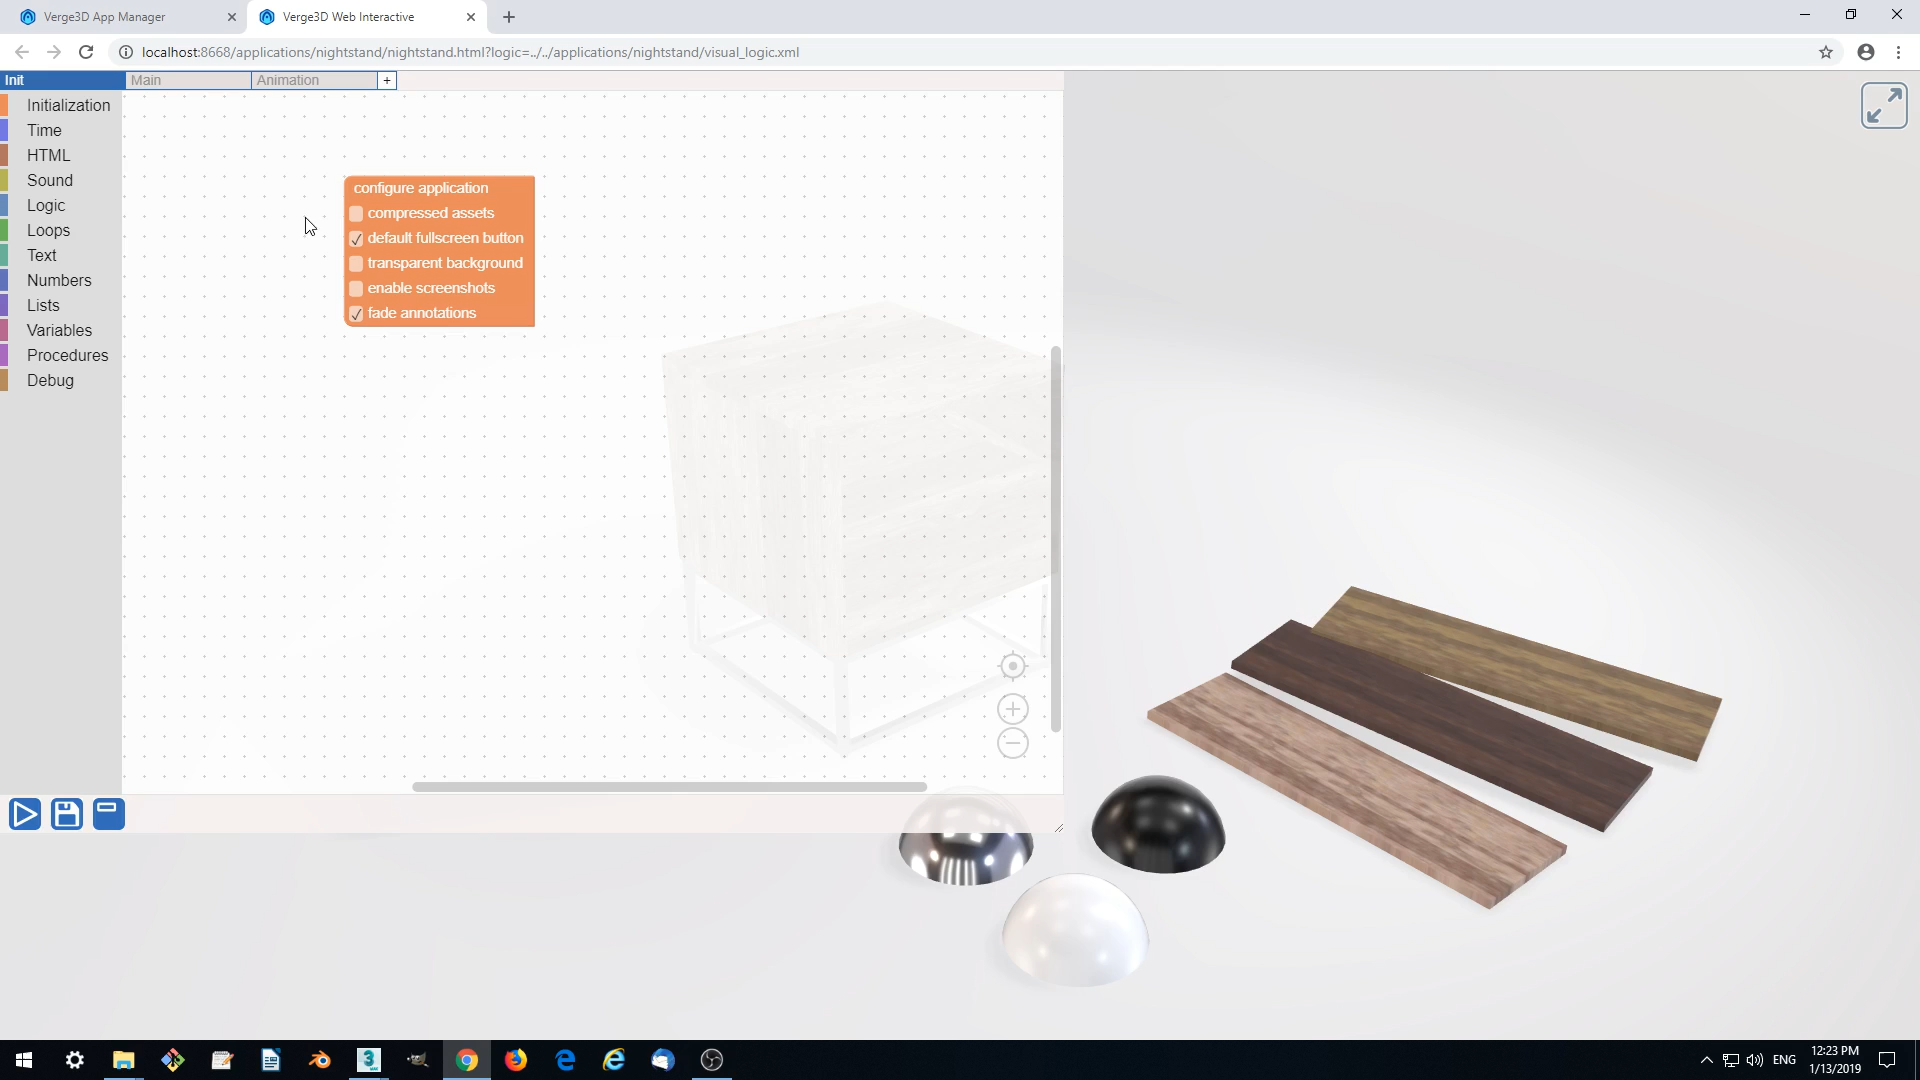 Verge3D App Manager
Verge3D Web Interactive
localhost:8668/applications/nightstand/nightstand.html?logic=../../applications/nightstand/visual_logic.xml
Init
Main
Animation
+
Initialization
Time
HTML
Sound
Logic
Loops
Text
Numbers
Lists
Variables
Procedures
Debug
configure application
compressed assets
default fullscreen button
transparent background
enable screenshots
fade annotations
ENG
12:23 PM
1/13/2019